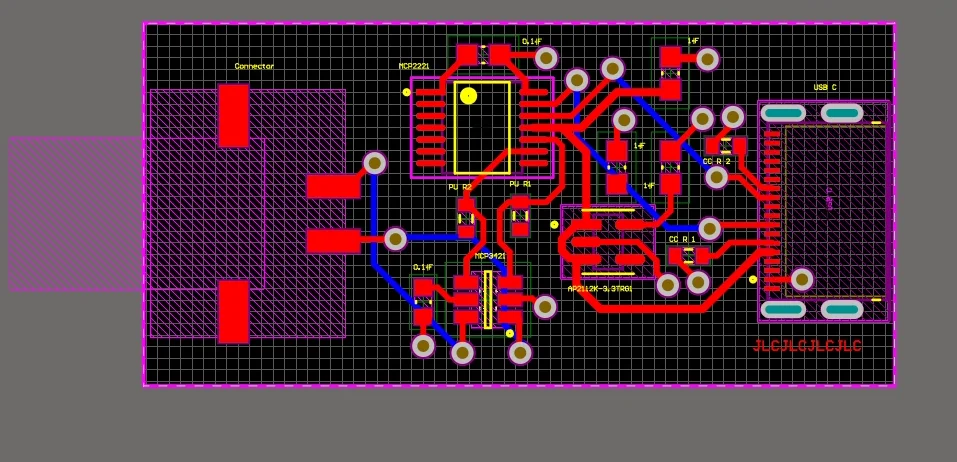 0.1uF
1uF
Connector
MCP2221
USB C
1uF
CC R 2
1uF
PU R2
PU R1
USB C
CC R 1
MCP3421
0.1uF
AP2112K-3.3TRG1
JLCJLCJLCJLC